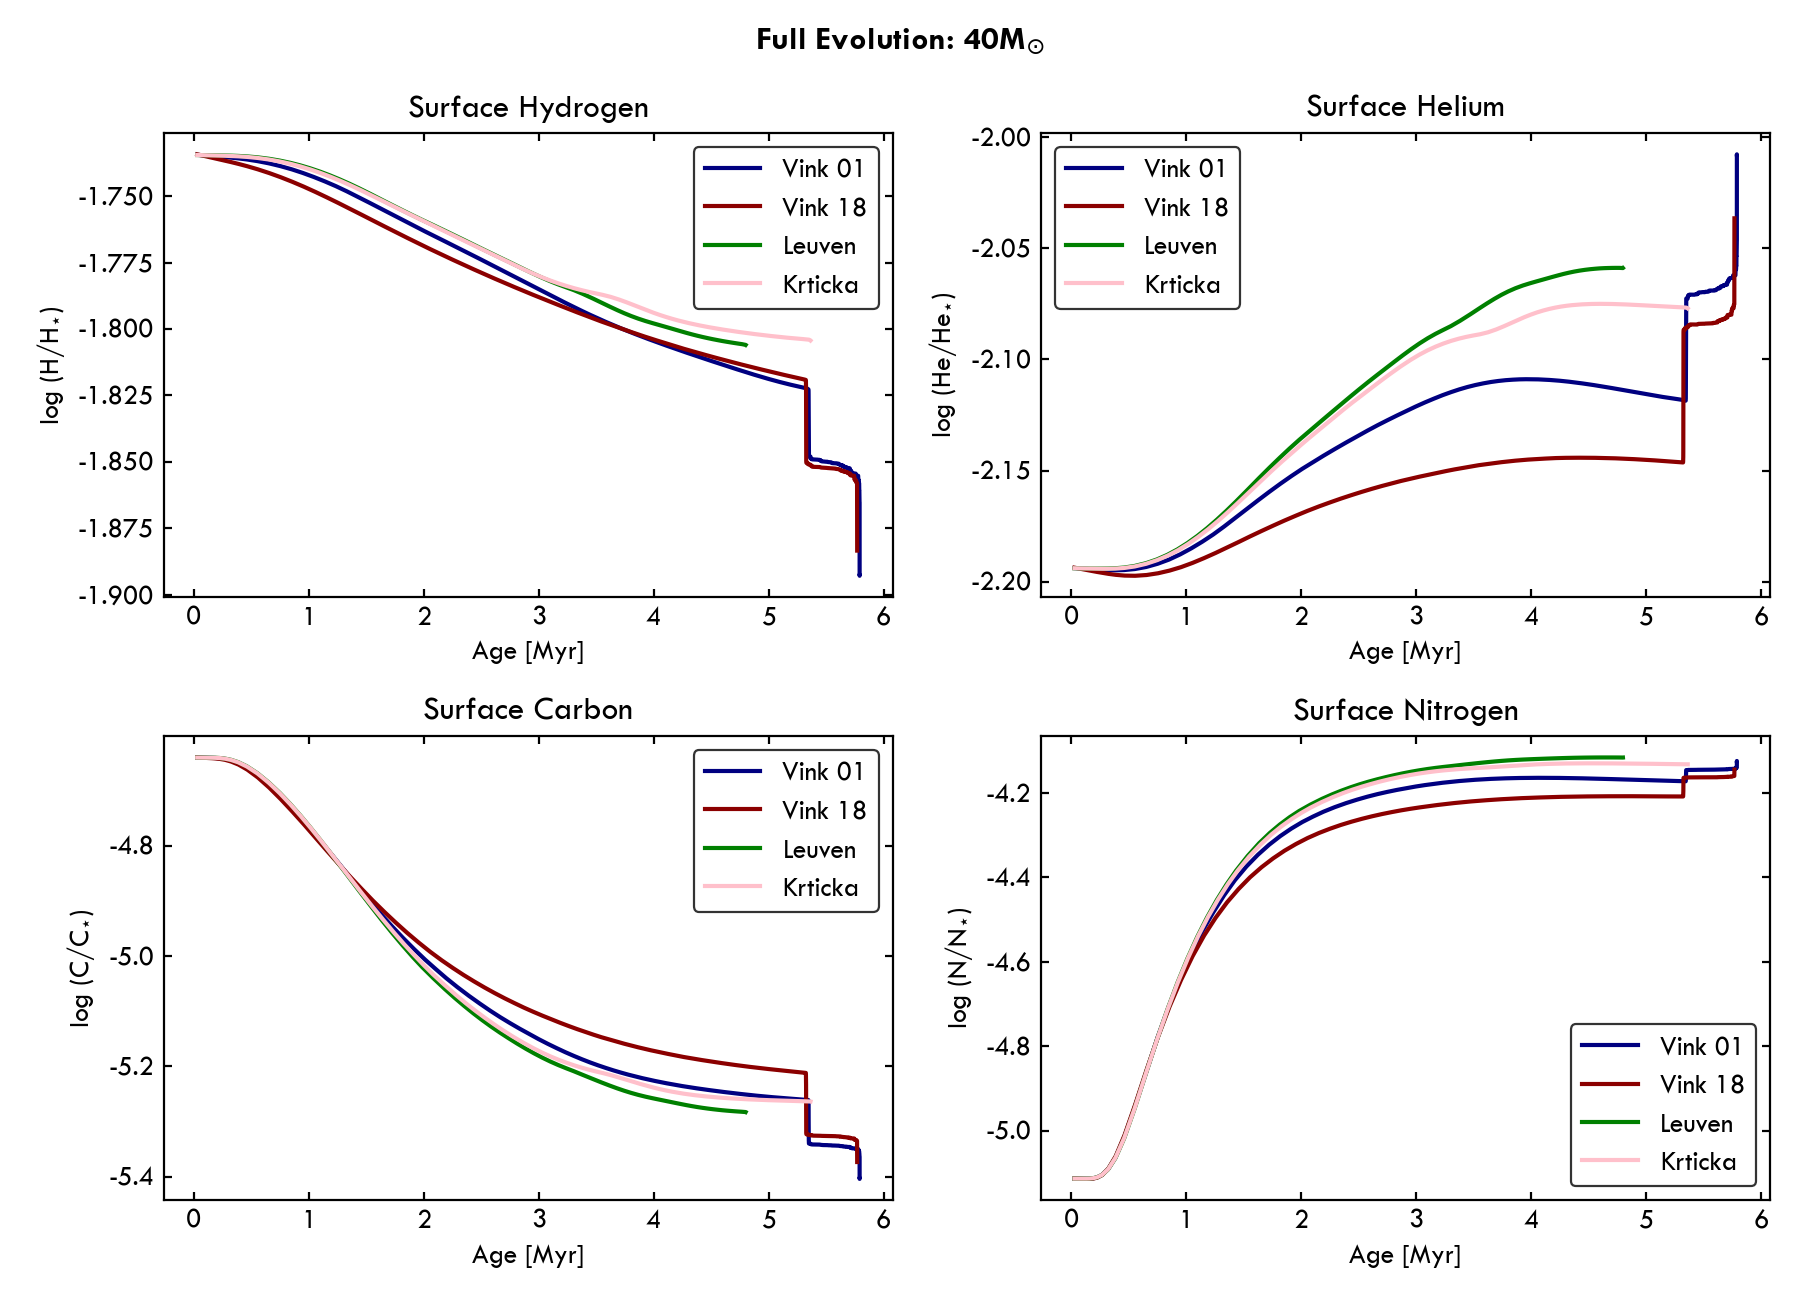 Full Evolution: 40M☉
Surface Hydrogen
log (H/H⋆)
-1.750
-1.775
-1.800
-1.825
-1.850
-1.875
-1.900
0 1 2 3 4 5 6
Age [Myr]
Vink 01
Vink 18
Leuven
Krticka
Surface Helium
log (He/He⋆)
-2.00
-2.05
-2.10
-2.15
-2.20
0 1 2 3 4 5 6
Age [Myr]
Vink 01
Vink 18
Leuven
Krticka
Surface Carbon
log (C/C⋆)
-4.8
-5.0
-5.2
-5.4
0 1 2 3 4 5 6
Age [Myr]
Vink 01
Vink 18
Leuven
Krticka
Surface Nitrogen
log (N/N⋆)
-4.2
-4.4
-4.6
-4.8
-5.0
0 1 2 3 4 5 6
Age [Myr]
Vink 01
Vink 18
Leuven
Krticka